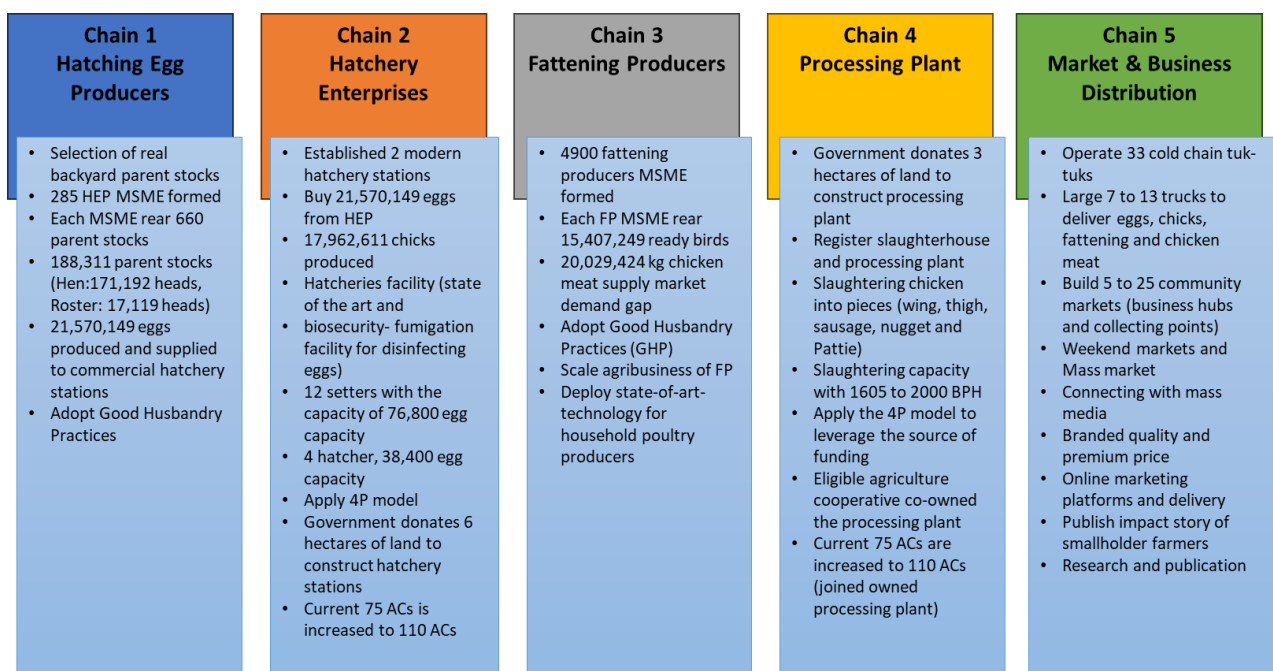 Chain 1
Hatching Egg
Producers
• Selection of real
backyard parent stocks
• 285 HEP MSME formed
• Each MSME rear 660
parent stocks
• 188,311 parent stocks
(Hen:171,192 heads,
Roster: 17,119 heads)
• 21,570,149 eggs
produced and supplied
to commercial hatchery
stations
• Adopt Good Husbandry
Practices
Chain 2
Hatchery
Enterprises
• Established 2 modern
hatchery stations
• Buy 21,570,149 eggs
from HEP
• 17,962,611 chicks
produced
• Hatcheries facility (state
of the art and
• biosecurity- fumigation
facility for disinfecting
eggs)
• 12 setters with the
capacity of 76,800 egg
capacity
• 4 hatcher, 38,400 egg
capacity
• Apply 4P model
• Government donates 6
hectares of land to
construct hatchery
stations
• Current 75 ACs is
increased to 110 ACs
Chain 3
Fattening Producers
• 4900 fattening
producers MSME
formed
• Each FP MSME rear
15,407,249 ready birds
• 20,029,424 kg chicken
meat supply market
demand gap
• Adopt Good Husbandry
Practices (GHP)
• Scale agribusiness of FP
• Deploy state-of-art-
technology for
household poultry
producers
Chain 4
Processing Plant
• Government donates 3
hectares of land to
construct processing
plant
• Register slaughterhouse
and processing plant
• Slaughtering chicken
into pieces (wing, thigh,
sausage, nugget and
Pattie)
• Slaughtering capacity
with 1605 to 2000 BPH
• Apply the 4P model to
leverage the source of
funding
• Eligible agriculture
cooperative co-owned
the processing plant
• Current 75 ACs are
increased to 110 ACs
(joined owned
processing plant)
Chain 5
Market & Business
Distribution
• Operate 33 cold chain tuk-
tuks
• Large 7 to 13 trucks to
deliver eggs, chicks,
fattening and chicken
meat
• Build 5 to 25 community
markets (business hubs
and collecting points)
• Weekend markets and
Mass market
• Connecting with mass
media
• Branded quality and
premium price
• Online marketing
platforms and delivery
• Publish impact story of
smallholder farmers
• Research and publication